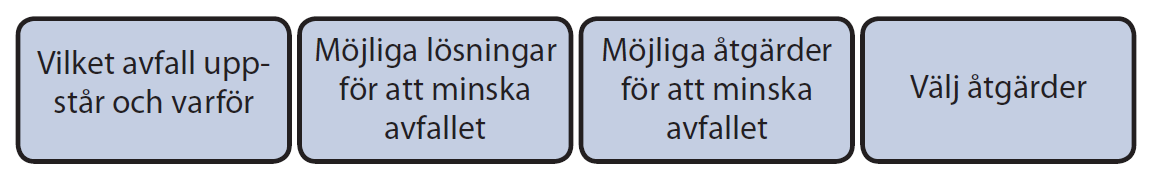 Vilket avfall upp-
står och varför
Möjliga lösningar
för att minska
avfallet
Möjliga åtgärder
för att minska
avfallet
Välj åtgärder